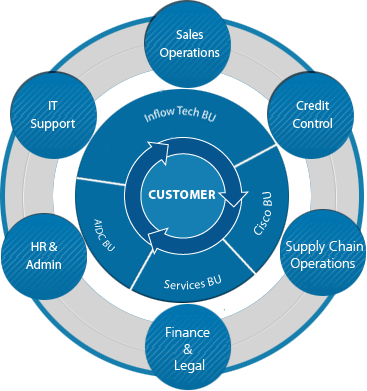 Sales
Operations
IT
Support
Credit
Control
Inflow Tech BU
CUSTOMER
Cisco BU
AIDC BU
Services BU
HR &
Admin
Supply Chain
Operations
Finance
&
Legal